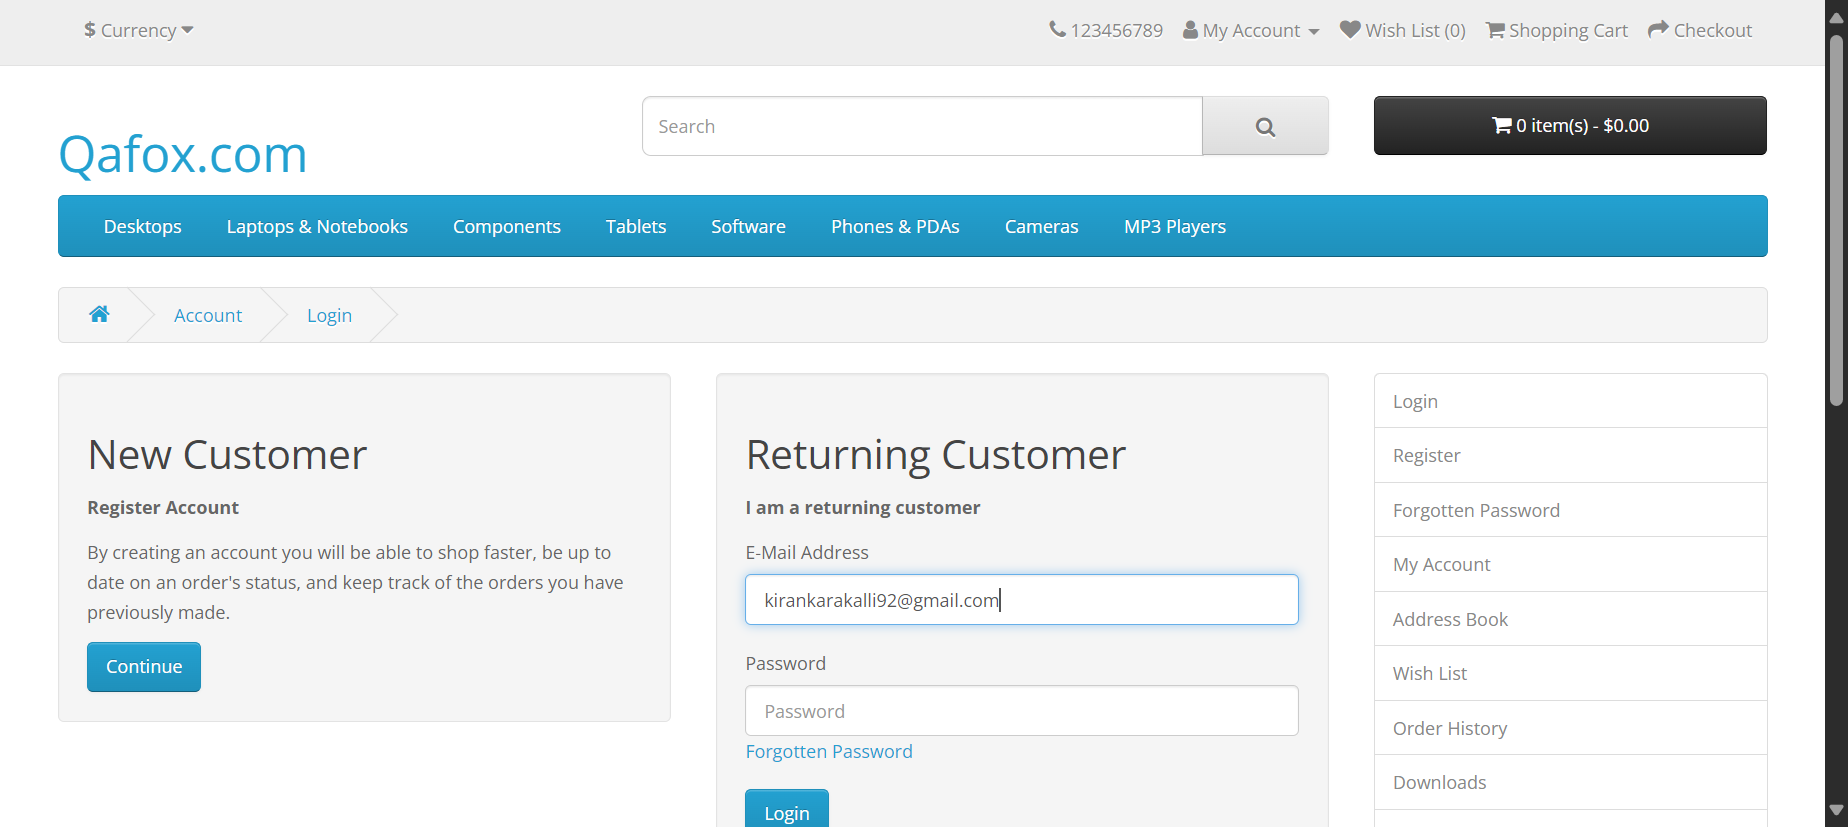 $ Currency
123456789 My Account Wish List (0) Shopping Cart Checkout
Qafox.com
Search
0 item(s) - $0.00
Desktops Laptops & Notebooks Components Tablets Software Phones & PDAs Cameras MP3 Players
Account Login
New Customer
Register Account
By creating an account you will be able to shop faster, be up to
date on an order's status, and keep track of the orders you have
previously made.
Continue
Returning Customer
I am a returning customer
E-Mail Address
kirankarakalli92@gmail.com
Password
Password
Forgotten Password
Login
Login
Register
Forgotten Password
My Account
Address Book
Wish List
Order History
Downloads